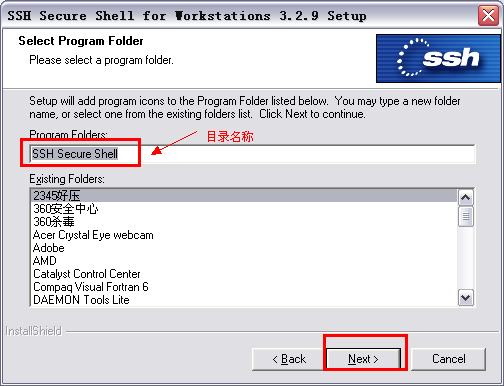 SSH Secure Shell for Workstations 3.2.9 Setup
Select Program Folder
Please select a program folder.
ssh
Setup will add program icons to the Program Folder listed below. You may type a new folder
name, or select one from the existing folders list. Click Next to continue.
Program Folders:
目录名称
SSH Secure Shell
Existing Folders:
2345好压
360安全中心
360杀毒
Acer Crystal Eye webcam
Adobe
AMD
Catalyst Control Center
Compaq Visual Fortran 6
DAEMON Tools Lite
InstallShield
< Back
Next >
Cancel